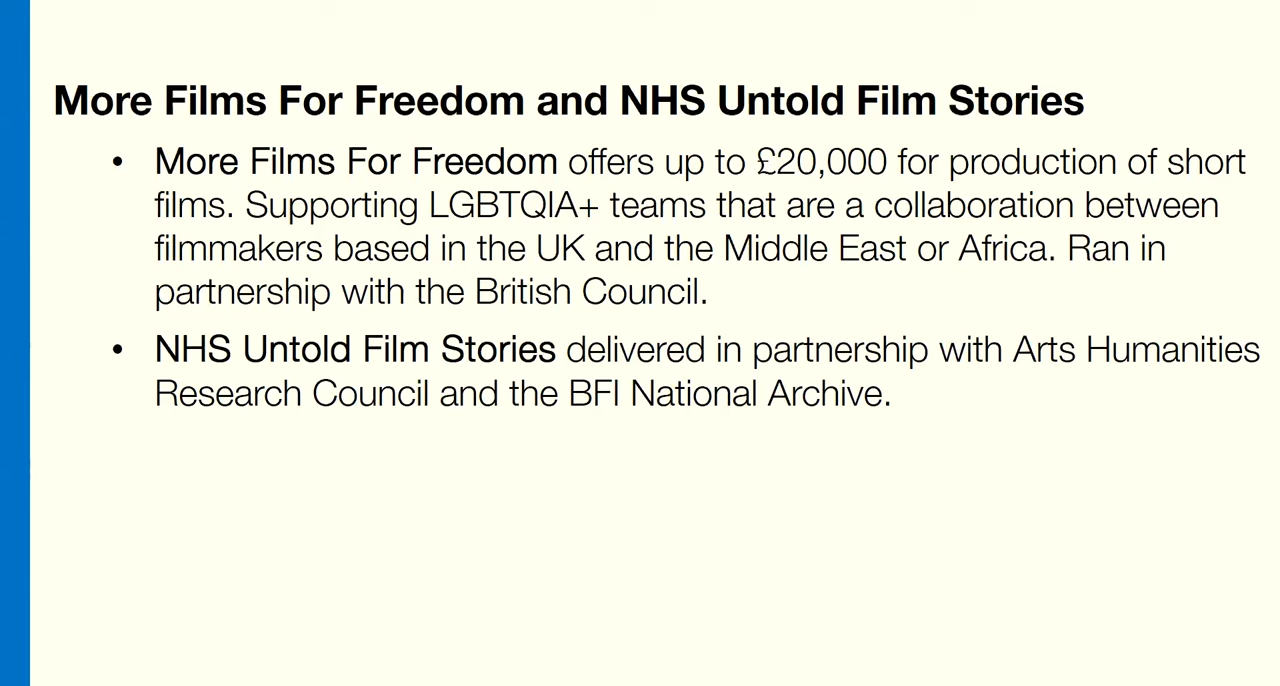 More Films For Freedom and NHS Untold Film Stories
• More Films For Freedom offers up to £20,000 for production of short
films. Supporting LGBTQIA+ teams that are a collaboration between
filmmakers based in the UK and the Middle East or Africa. Ran in
partnership with the British Council.
• NHS Untold Film Stories delivered in partnership with Arts Humanities
Research Council and the BFI National Archive.